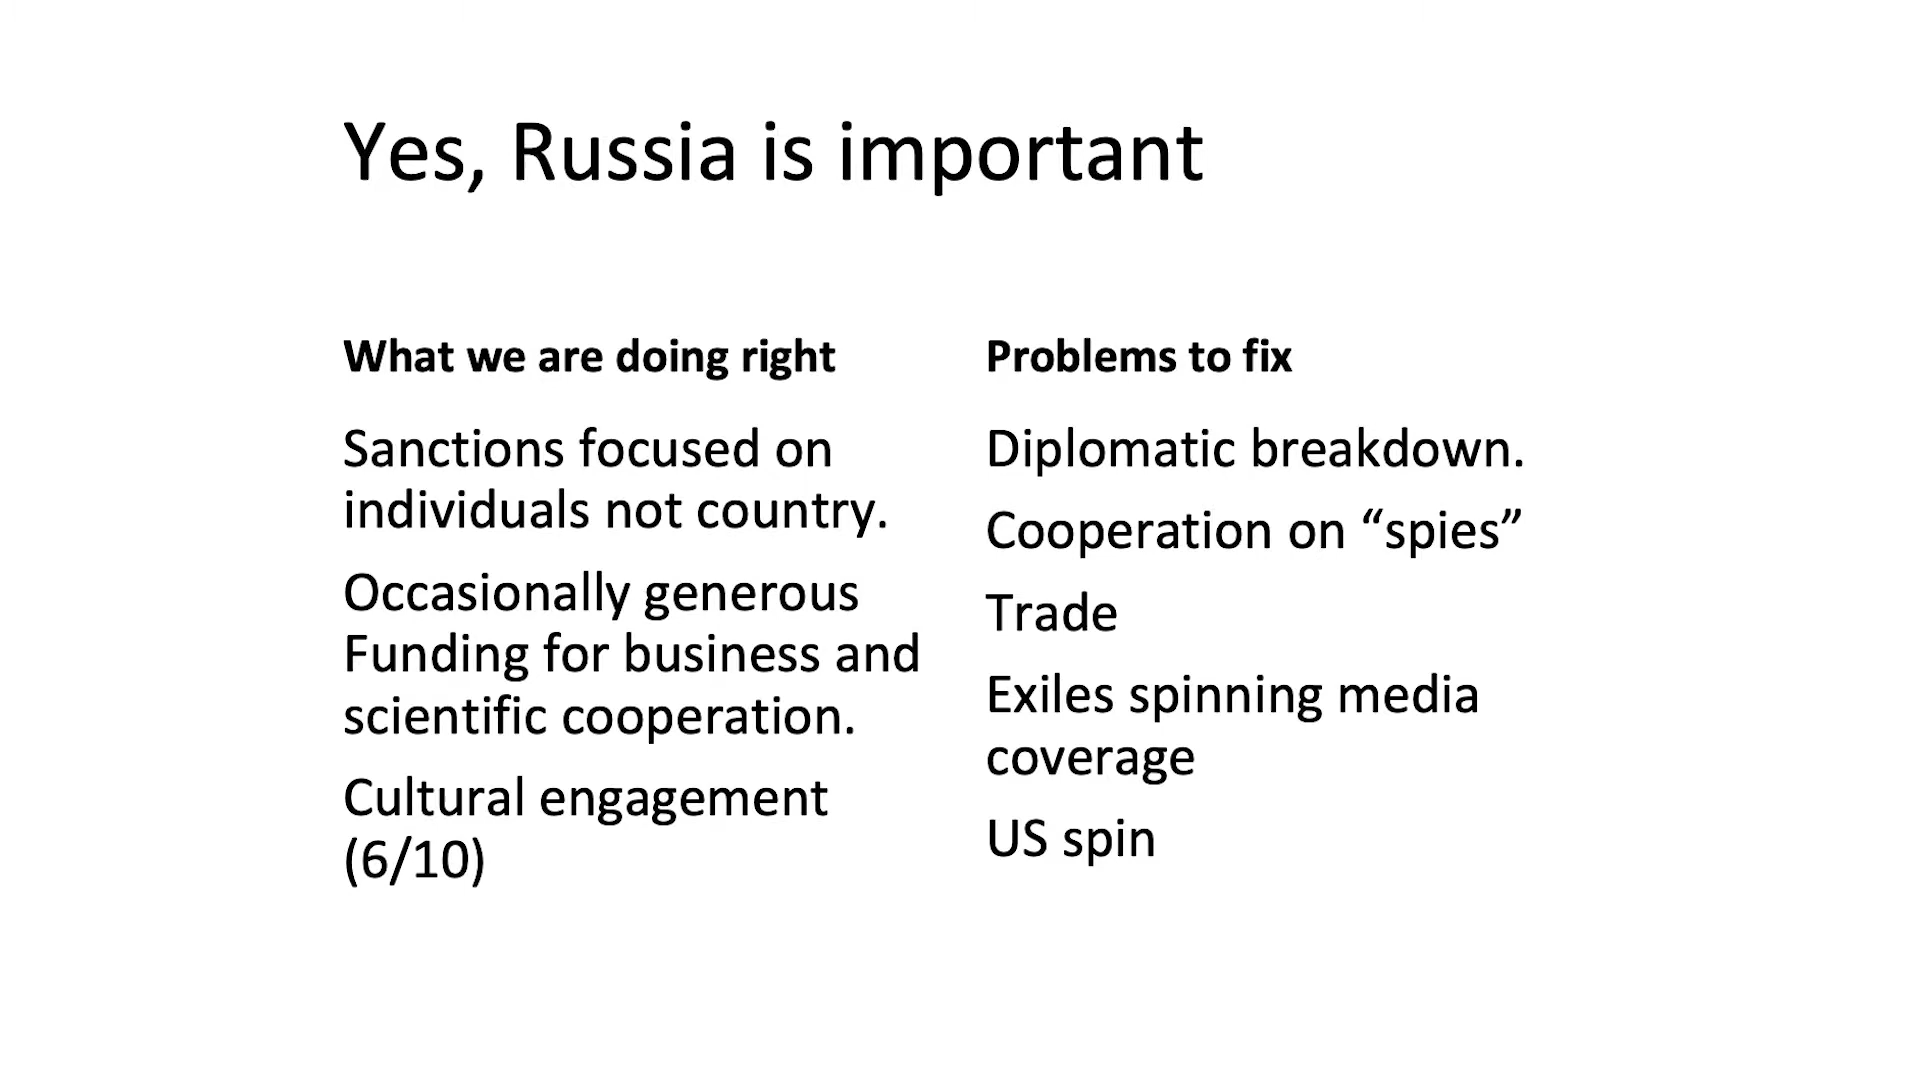 Yes, Russia is important
What we are doing right
Sanctions focused on
individuals not country.
Occasionally generous
Funding for business and
scientific cooperation.
Cultural engagement
(6/10)
Problems to fix
Diplomatic breakdown.
Cooperation on “spies”
Trade
Exiles spinning media
coverage
US spin